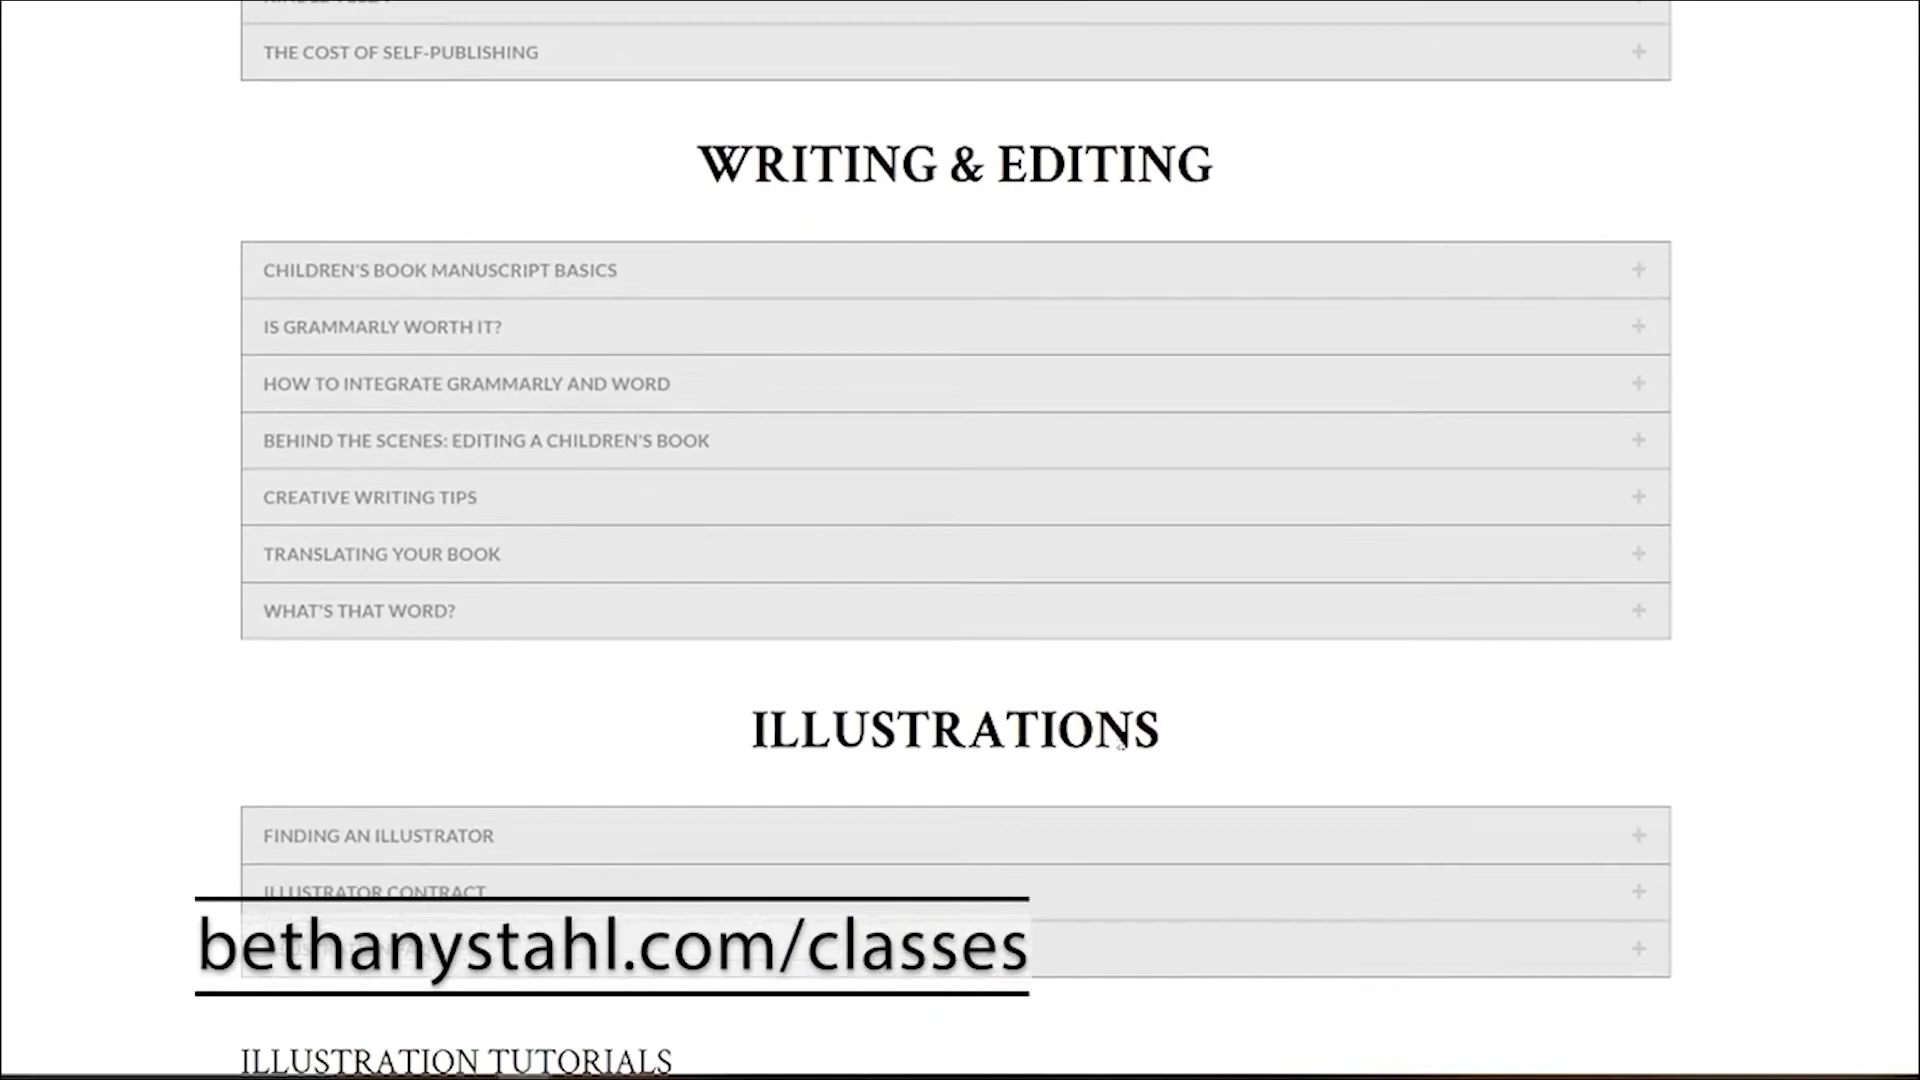 THE COST OF SELF-PUBLISHING
WRITING & EDITING
CHILDREN'S BOOK MANUSCRIPT BASICS
IS GRAMMARLY WORTH IT?
HOW TO INTEGRATE GRAMMARLY AND WORD
BEHIND THE SCENES: EDITING A CHILDREN'S BOOK
CREATIVE WRITING TIPS
TRANSLATING YOUR BOOK
WHAT'S THAT WORD?
ILLUSTRATIONS
FINDING AN ILLUSTRATOR
ILLUSTRATOR CONTRACT
bethanystahl.com/classes
ILLUSTRATION TUTORIALS